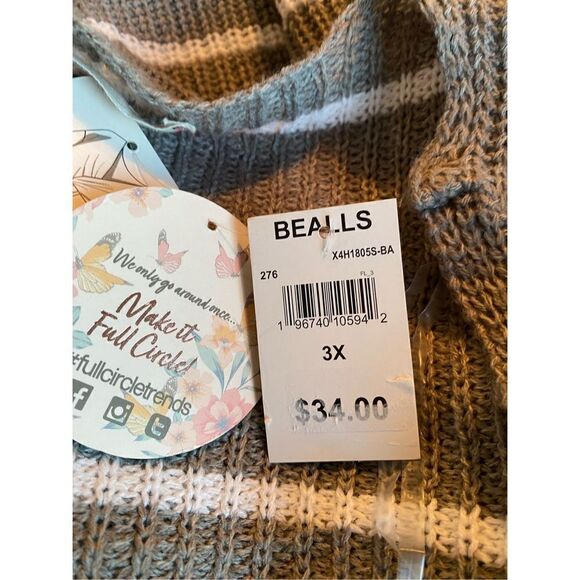 BEALLS
X4H1805S-BA
276
FL_3
1 96740 10594 2
3X
$34.00
We only go around once...
Make it
Full Circle!
#fullcircletrends